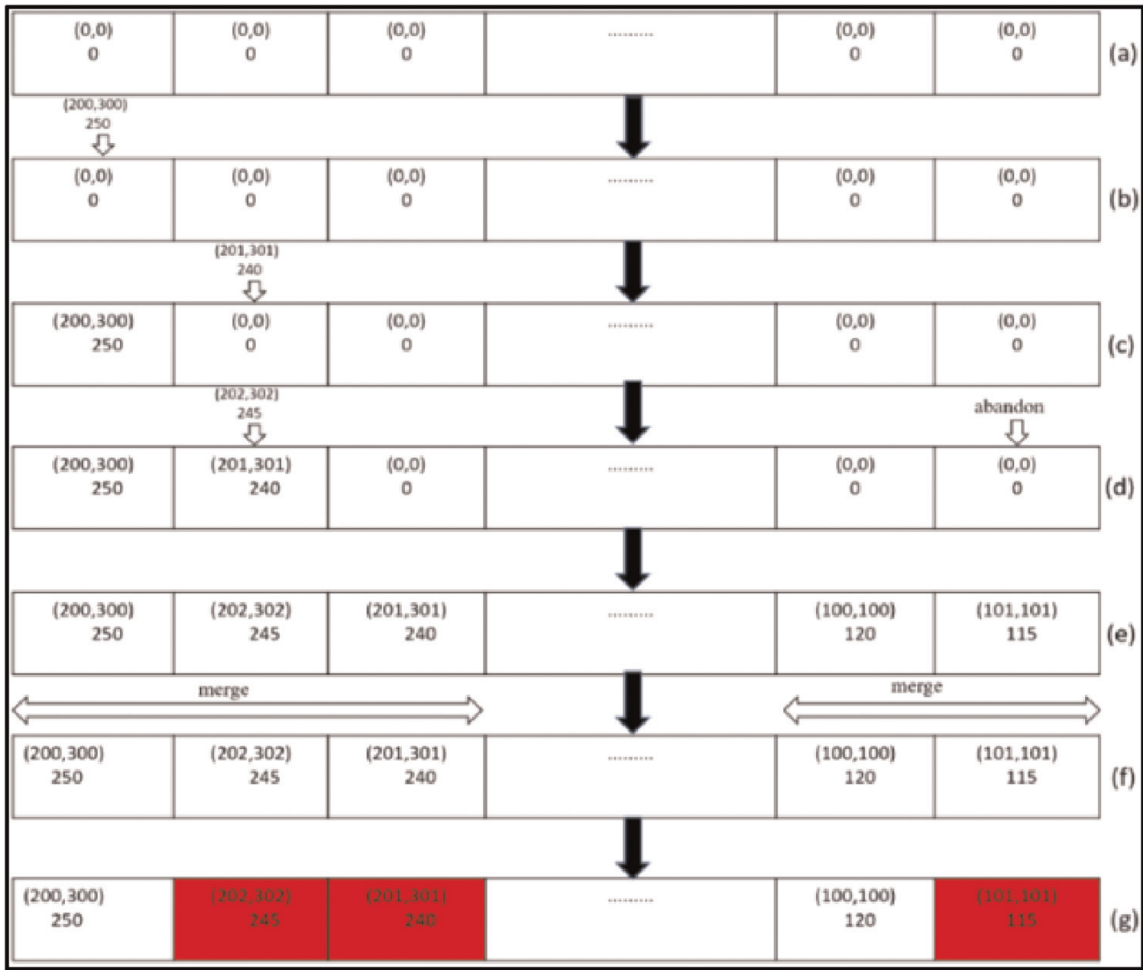 (0,0) (0,0) (0,0) ......... (0,0) (0,0)
0 0 0 0 0 (a)
(200,300)
250
(0,0) (0,0) (0,0) ......... (0,0) (0,0)
0 0 0 0 0 (b)
(201,301)
240
(200,300) (0,0) (0,0) ......... (0,0) (0,0)
250 0 0 0 0 (c)
(202,302)
245 abandon
(200,300) (201,301) (0,0) ......... (0,0) (0,0)
250 240 0 0 0 (d)
(200,300) (202,302) (201,301) ......... (100,100) (101,101)
250 245 240 120 115 (e)
merge merge
(200,300) (202,302) (201,301) ......... (100,100) (101,101)
250 245 240 120 115 (f)
(200,300) (202,302) (201,301) ......... (100,100) (101,101)
250 245 240 120 115 (g)